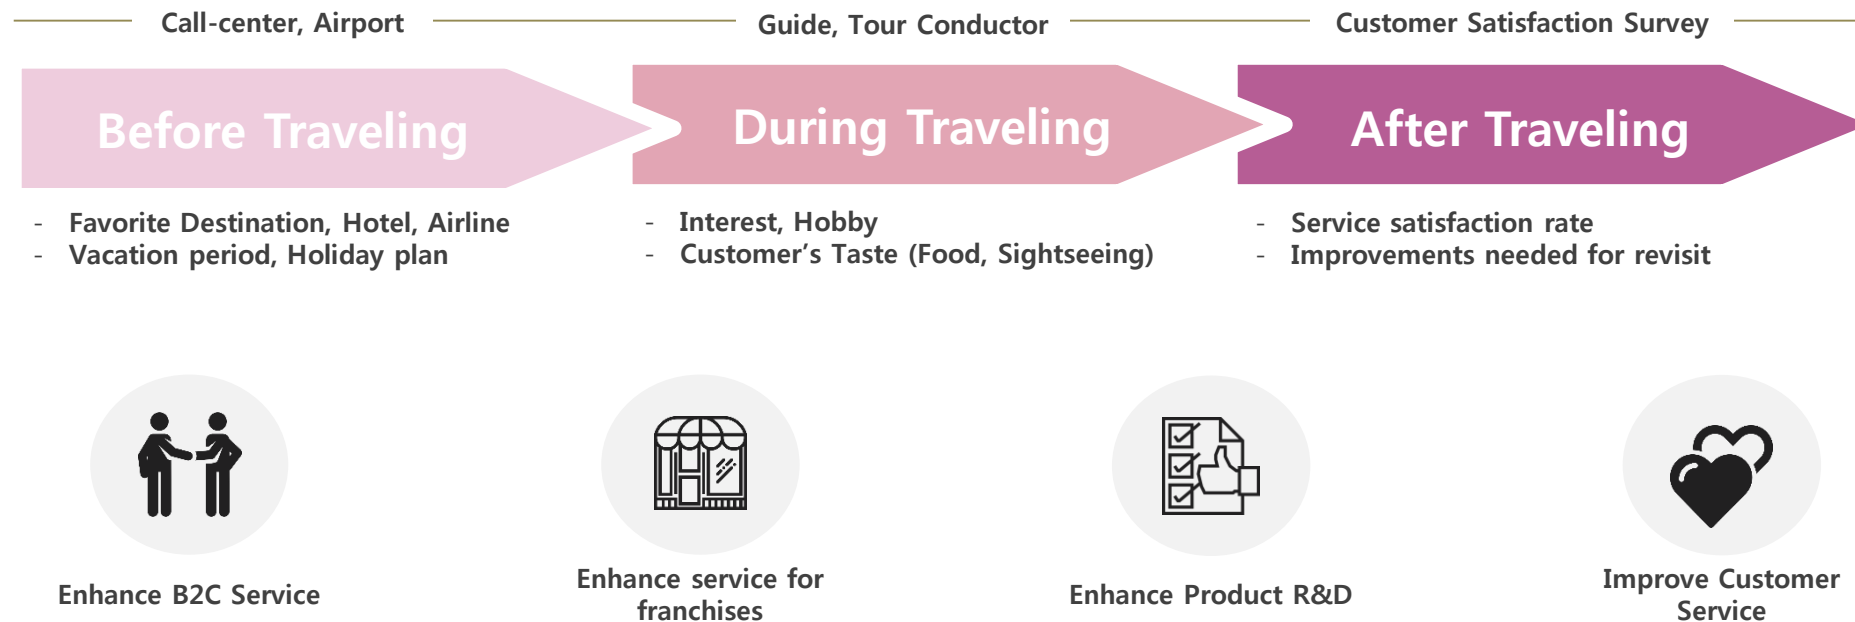 Call-center, Airport
Guide, Tour Conductor
Customer Satisfaction Survey
Before Traveling
During Traveling
After Traveling
- Favorite Destination, Hotel, Airline
- Vacation period, Holiday plan
- Interest, Hobby
- Customer's Taste (Food, Sightseeing)
- Service satisfaction rate
- Improvements needed for revisit
Enhance B2C Service
Enhance service for
franchises
Enhance Product R&D
Improve Customer
Service